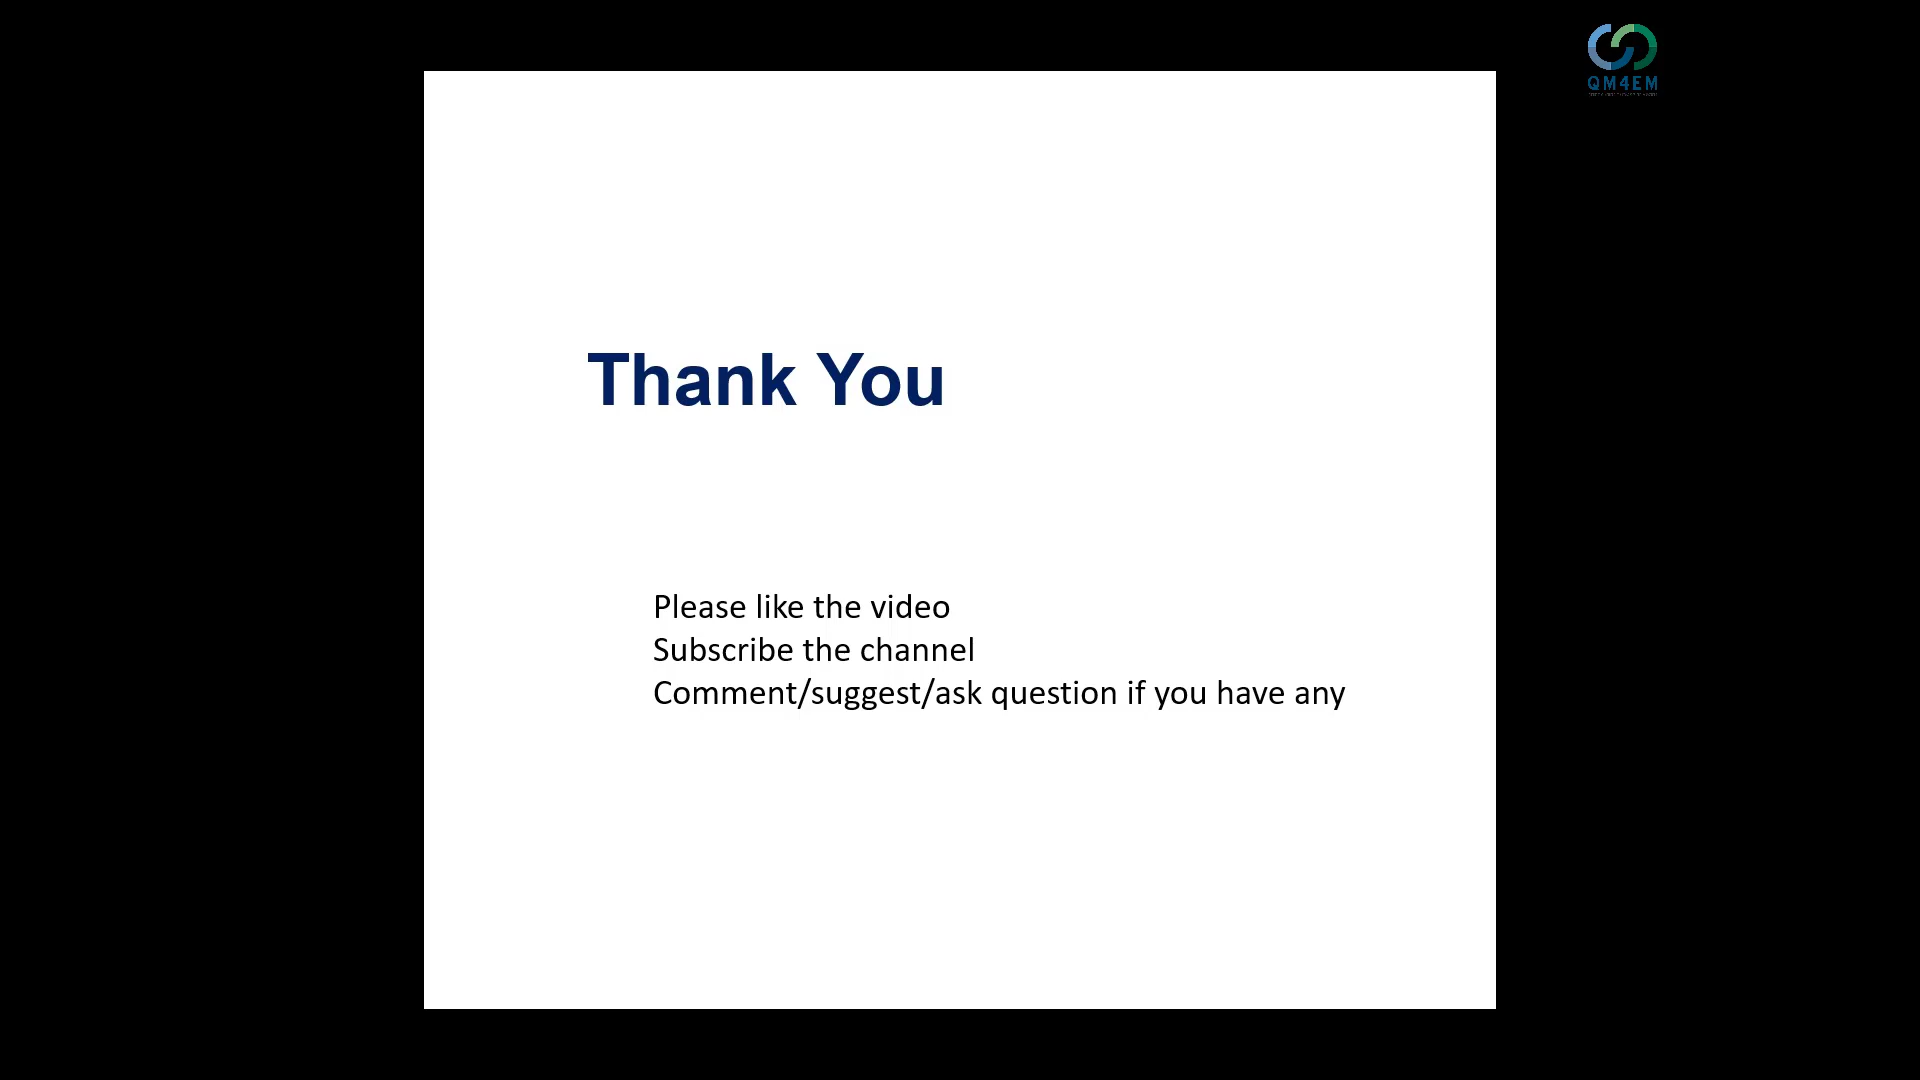 QM4EM
Thank You
Please like the video
Subscribe the channel
Comment/suggest/ask question if you have any